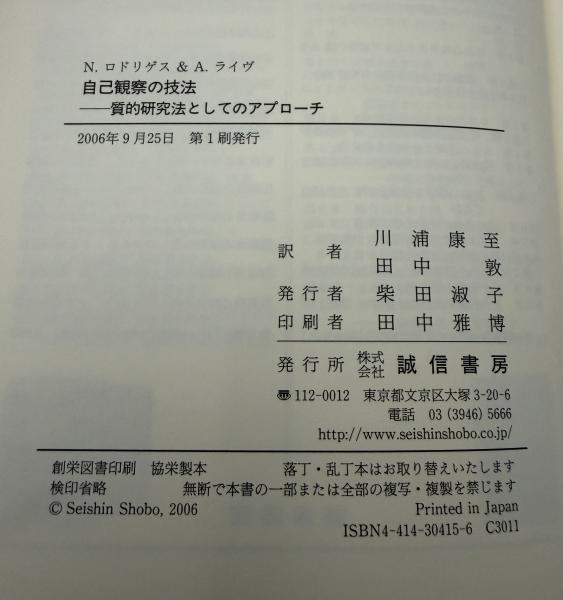 N. ロドリゲス & A. ライヴ
自己観察の技法
——質的研究法としてのアプローチ
2006年9月25日 第1刷発行
訳者 川浦康至
田中 敦
発行者 柴田淑子
印刷者 田中雅博
発行所 株式会社 誠信書房
〠112-0012 東京都文京区大塚3-20-6
電話 03 (3946) 5666
http://www.seishinshobo.co.jp/
創栄図書印刷 協栄製本 落丁・乱丁本はお取り替えいたします
検印省略 無断で本書の一部または全部の複写・複製を禁じます
© Seishin Shobo, 2006 Printed in Japan
ISBN4-414-30415-6 C3011